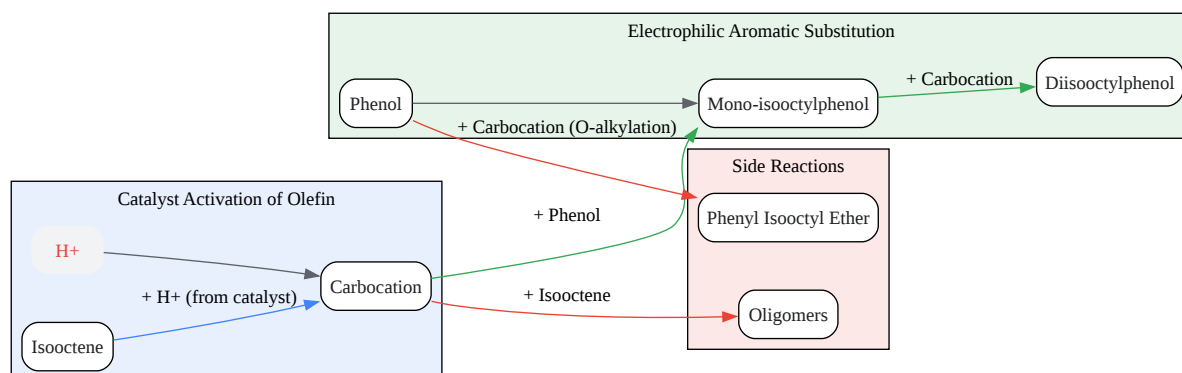 Electrophilic Aromatic Substitution
Phenol
Mono-isooctylphenol
+ Carbocation
Diisooctylphenol
+ Carbocation (O-alkylation)
Side Reactions
Phenyl Isooctyl Ether
Oligomers
Catalyst Activation of Olefin
H+
+ H+ (from catalyst)
Isooctene
Carbocation
+ Phenol
+ Isooctene